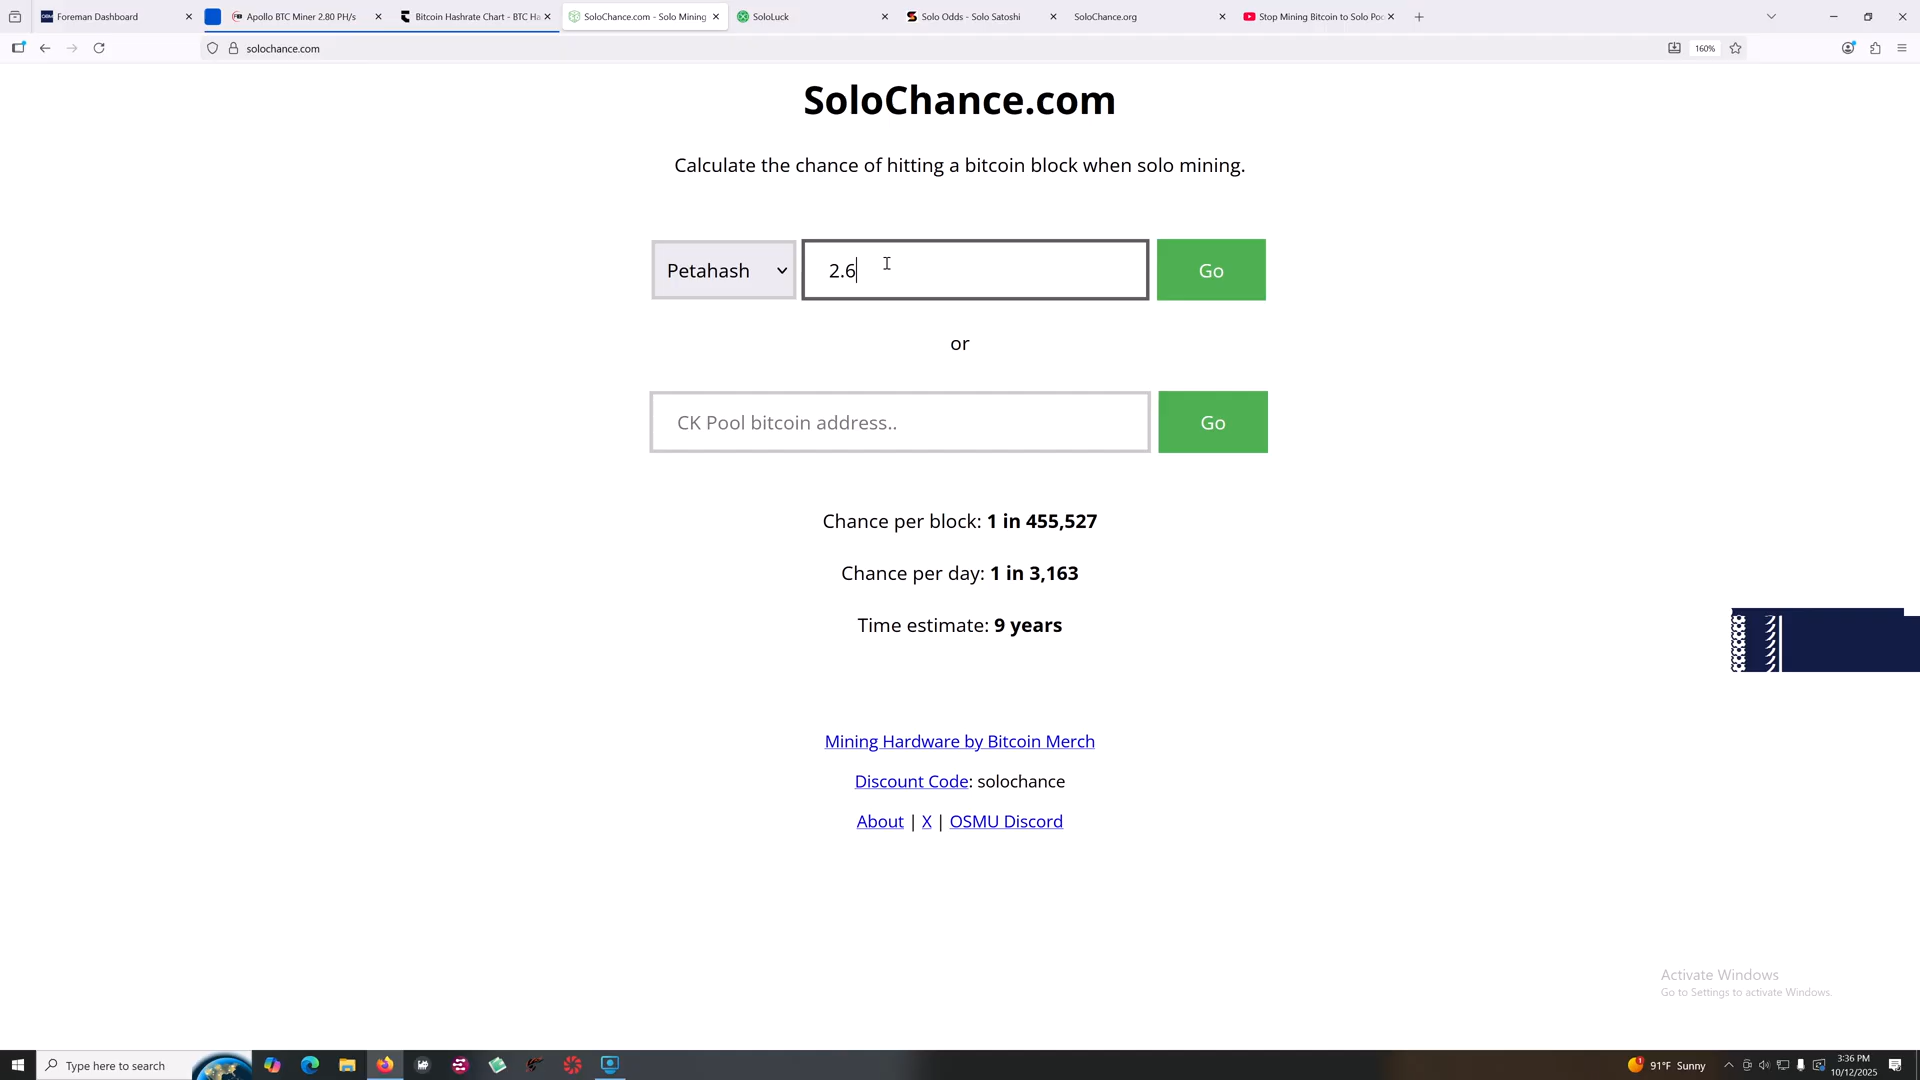 Foreman Dashboard
Apollo BTC Miner 2.80 PH/s
Bitcoin Hashrate Chart - BTC Ha
SoloChance.com - Solo Mining
SoloLuck
Solo Odds - Solo Satoshi
SoloChance.org
Stop Mining Bitcoin to Solo Poo
solochance.com
160%
SoloChance.com
Calculate the chance of hitting a bitcoin block when solo mining.
Petahash
2.6
Go
or
CK Pool bitcoin address..
Go
Chance per block: 1 in 455,527
Chance per day: 1 in 3,163
Time estimate: 9 years
Mining Hardware by Bitcoin Merch
Discount Code: solochance
About | X | OSMU Discord
Activate Windows
Go to Settings to activate Windows.
Type here to search
91°F Sunny
3:36 PM
10/12/2025